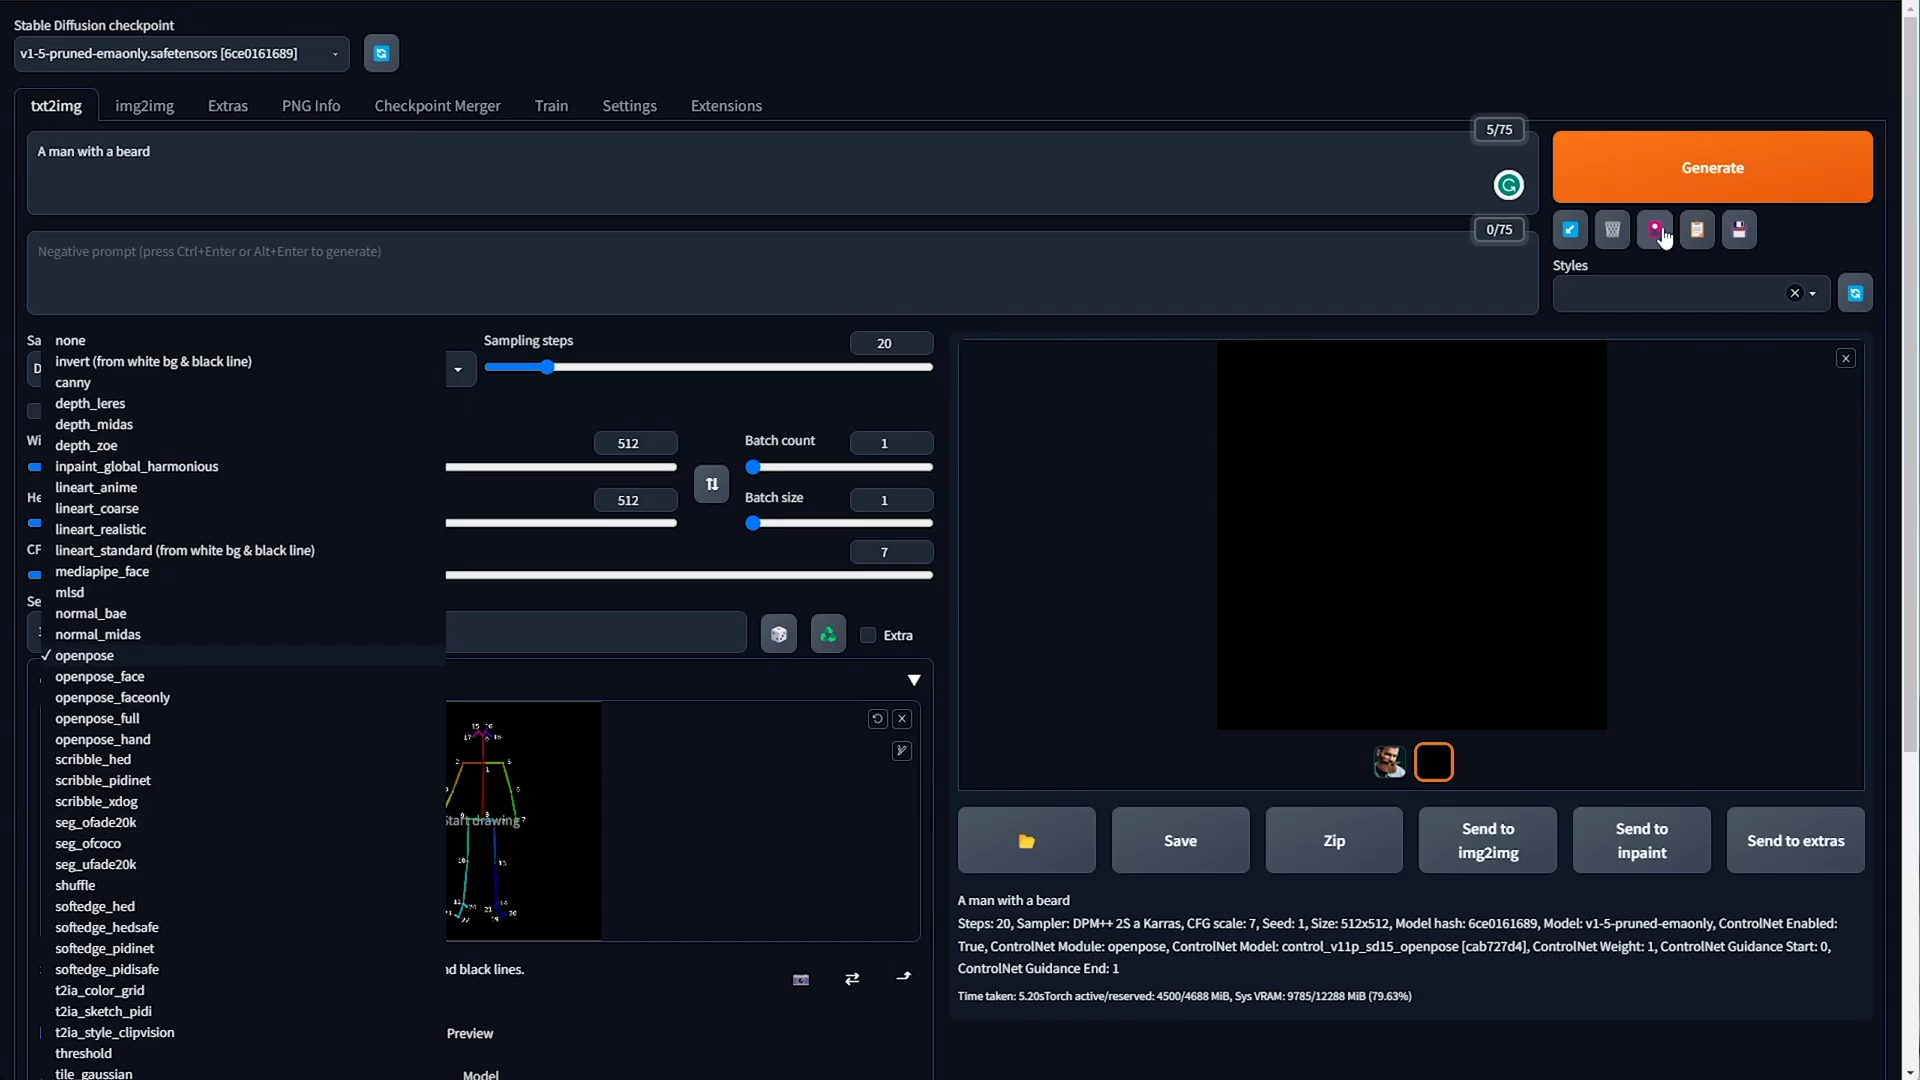 Stable Diffusion checkpoint
v1-5-pruned-emaonly.safetensors [6ce0161689]
txt2img
img2img
Extras
PNG Info
Checkpoint Merger
Train
Settings
Extensions
5/75
A man with a beard
Generate
0/75
Negative prompt (press Ctrl+Enter or Alt+Enter to generate)
Styles
Sa
D
Sampling steps
20
none
invert (from white bg & black line)
canny
depth_leres
depth_midas
depth_zoe
inpaint_global_harmonious
lineart_anime
lineart_coarse
lineart_realistic
lineart_standard (from white bg & black line)
mediapipe_face
mlsd
normal_bae
normal_midas
openpose
openpose_face
openpose_faceonly
openpose_full
openpose_hand
scribble_hed
scribble_pidinet
scribble_xdog
seg_ofade20k
seg_ofcoco
seg_ufade20k
shuffle
softedge_hed
softedge_hedsafe
softedge_pidinet
softedge_pidisafe
t2ia_color_grid
t2ia_sketch_pidi
t2ia_style_clipvision
threshold
tile_gaussian
Wi
512
Batch count
1
He
512
Batch size
1
CF
7
Se
Extra
Start drawing
nd black lines.
Preview
Model
Save
Zip
Send to
img2img
Send to
inpaint
Send to extras
A man with a beard
Steps: 20, Sampler: DPM++ 2S a Karras, CFG scale: 7, Seed: 1, Size: 512x512, Model hash: 6ce0161689, Model: v1-5-pruned-emaonly, ControlNet Enabled:
True, ControlNet Module: openpose, ControlNet Model: control_v11p_sd15_openpose [cab727d4], ControlNet Weight: 1, ControlNet Guidance Start: 0,
ControlNet Guidance End: 1
Time taken: 5.20sTorch active/reserved: 4500/4688 MiB, Sys VRAM: 9785/12288 MiB (79.63%)